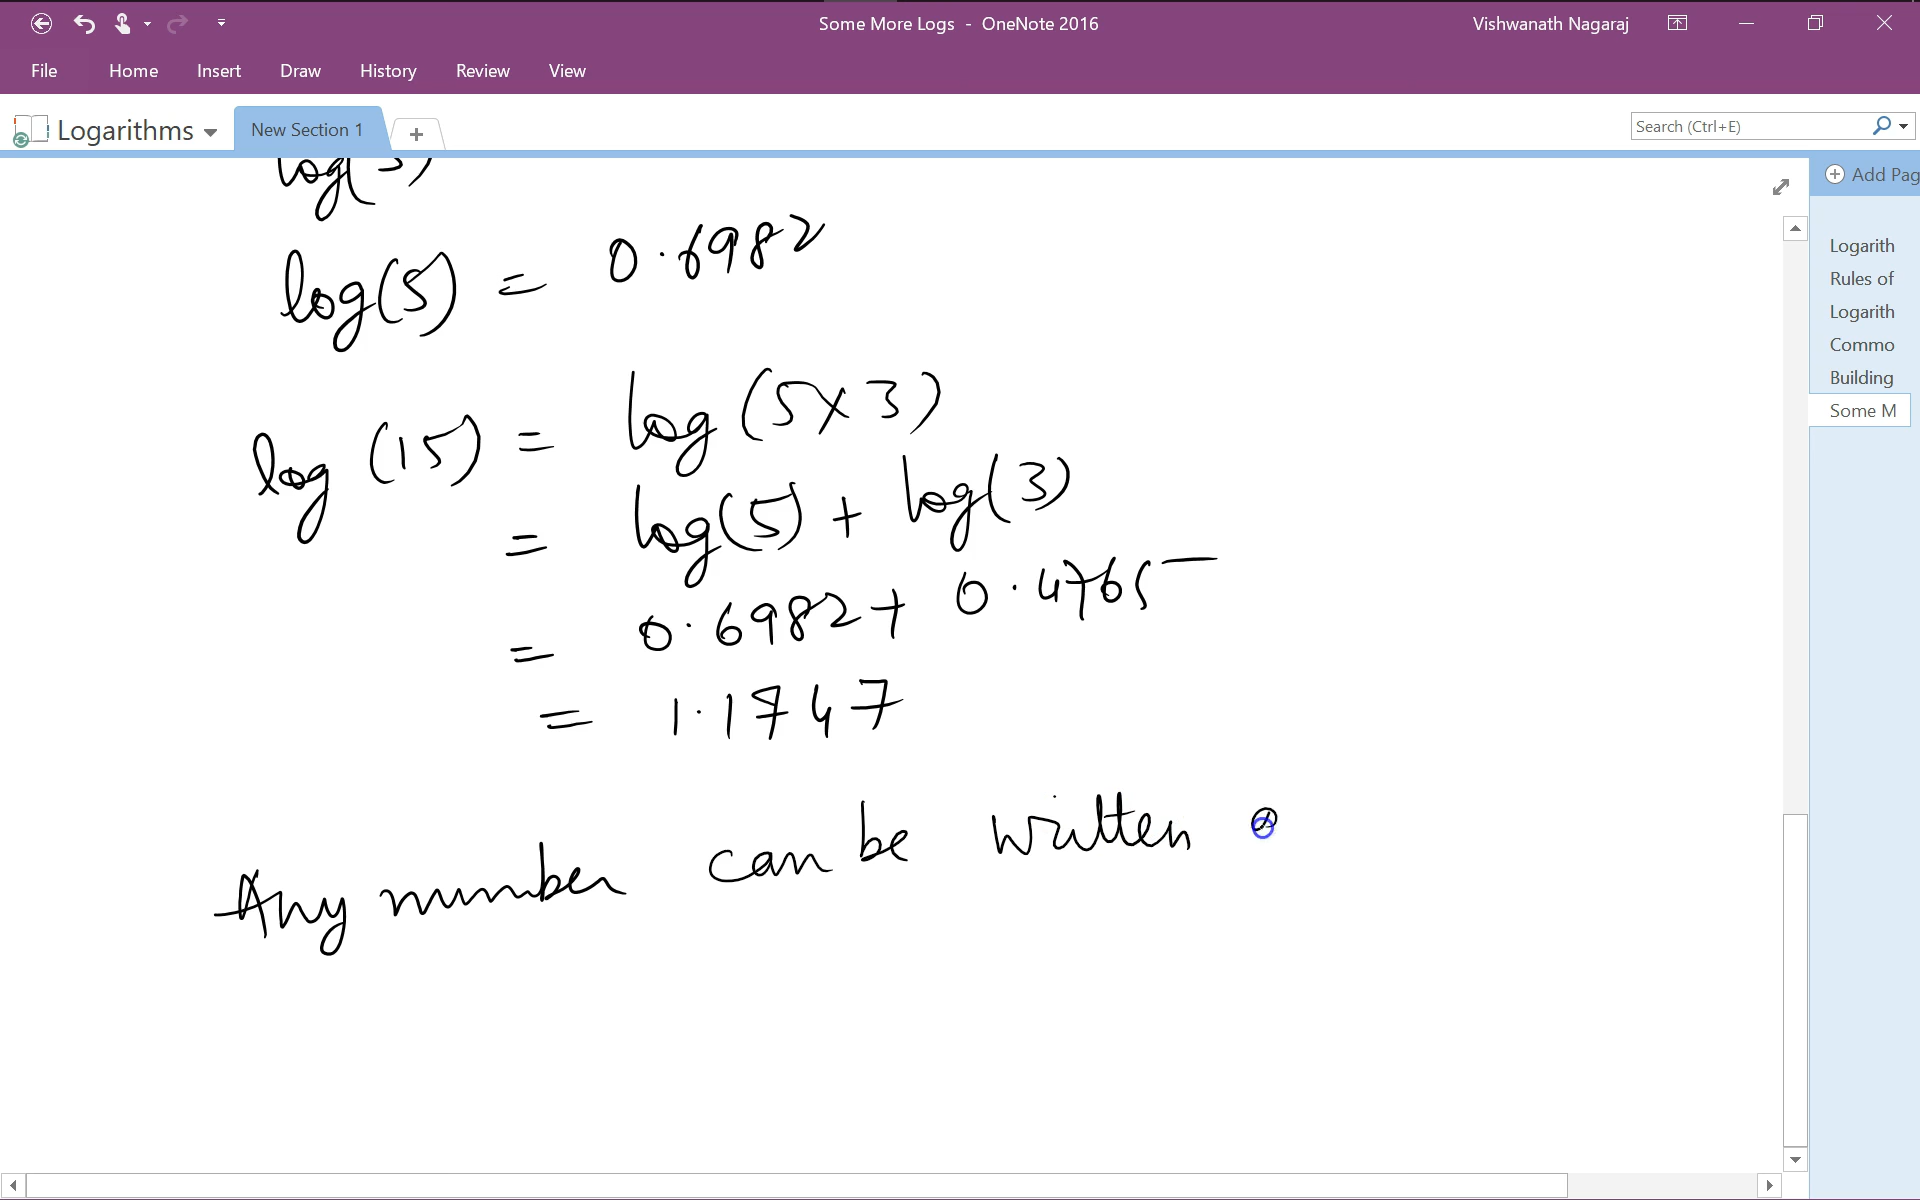 Some More Logs - OneNote 2016
Vishwanath Nagaraj
File Home Insert Draw History Review View
Logarithms
New Section 1
+
Search (Ctrl+E)
Add Pag
Logarith
Rules of
Logarith
Commo
Building
Some M
log(3)
log(5) = 0.6982
log (15) = log (5×3)
= log(5) + log(3)
= 0.6982 + 0.4765
= 1.1747
Any number can be written